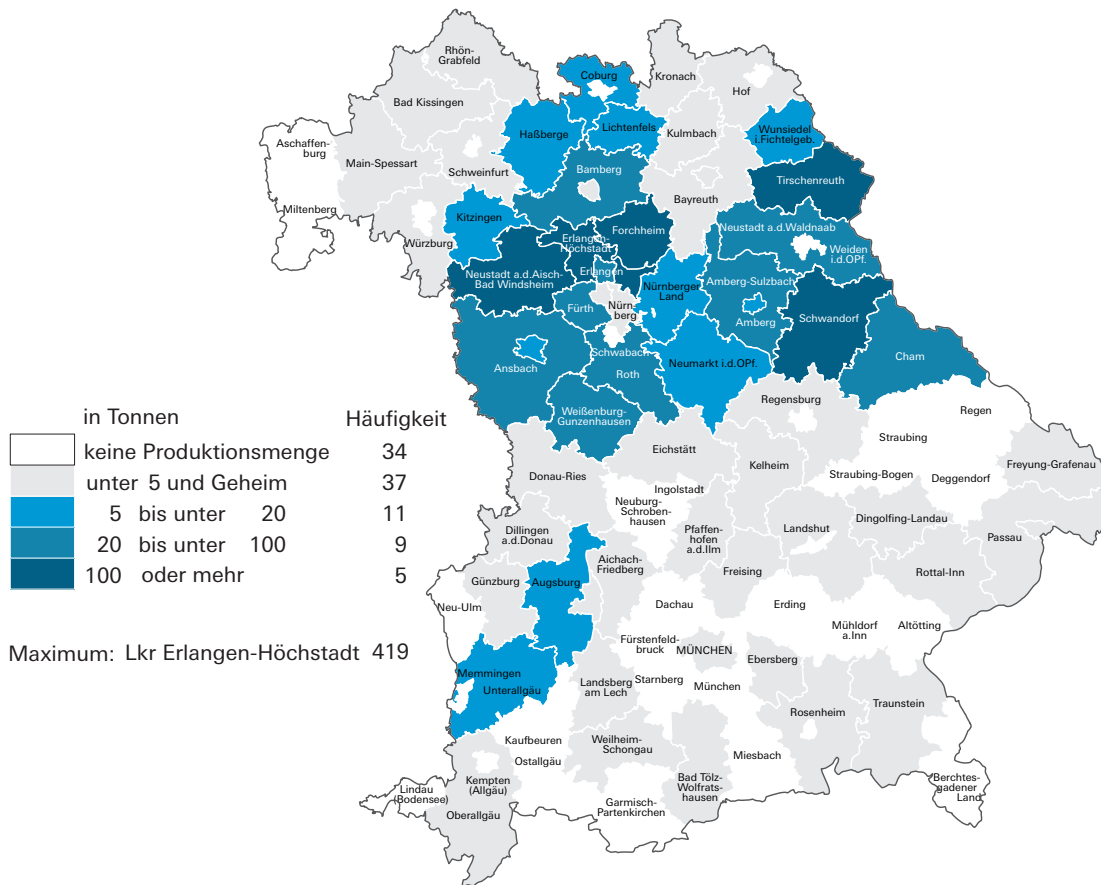 Rhön-
Grabfeld
Coburg
Kronach
Hof
Bad Kissingen
Lichtenfels
Haßberge
Kulmbach
Wunsiedel
i.Fichtelgeb.
Aschaffen-
burg
Main-Spessart
Schweinfurt
Bamberg
Tirschenreuth
Bayreuth
Miltenberg
Kitzingen
Würzburg
Erlangen-
Höchstadt
Forchheim
Neustadt a.d.Waldnaab
Weiden
i.d.OPf.
Neustadt a.d.Aisch-
Bad Windsheim
Erlangen
Nürnberger
Land
Amberg-Sulzbach
Fürth
Nürn-
berg
Amberg
Schwandorf
Schwabach
Ansbach
Roth
Neumarkt i.d.OPf.
Cham
Weißenburg-
Gunzenhausen
Regensburg
Regen
Straubing
Eichstätt
Kelheim
Freyung-Grafenau
Donau-Ries
Straubing-Bogen
Deggendorf
Ingolstadt
Neuburg-
Schroben-
hausen
Dillingen
a.d.Donau
Pfaffen-
hofen
a.d.Ilm
Landshut
Dingolfing-Landau
Passau
Aichach-
Friedberg
Günzburg
Augsburg
Freising
Rottal-Inn
Neu-Ulm
Dachau
Erding
Mühldorf
a.Inn
Altötting
Fürstenfeld-
bruck
MÜNCHEN
Ebersberg
Memmingen
Unterallgäu
Landsberg
am Lech
Starnberg
München
Traunstein
Rosenheim
Kaufbeuren
Ostallgäu
Weilheim-
Schongau
Miesbach
Lindau
(Bodensee)
Kempten
(Allgäu)
Oberallgäu
Bad Tölz-
Wolfrats-
hausen
Garmisch-
Partenkirchen
Berchtes-
gadener
Land
in Tonnen Häufigkeit
keine Produktionsmenge 34
unter 5 und Geheim 37
5 bis unter 20 11
20 bis unter 100 9
100 oder mehr 5
Maximum: Lkr Erlangen-Höchstadt 419